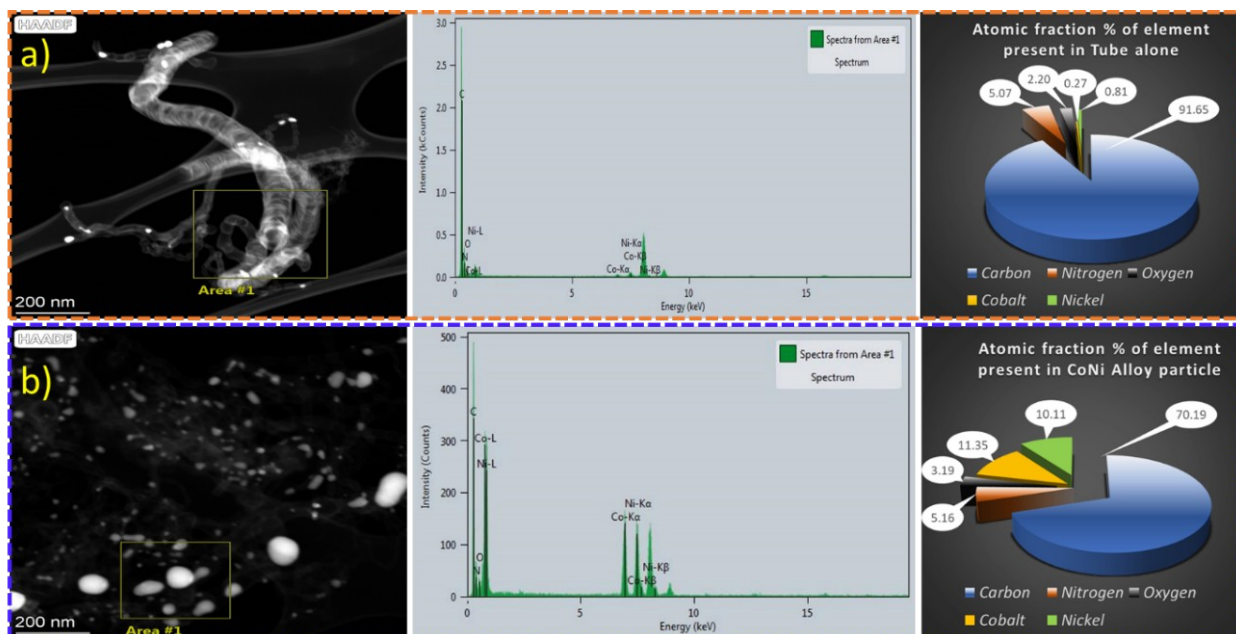 HAADF
a)
Area #1
200 nm
3.0
2.5
2.0
1.5
1.0
0.5
0.0
Intensity (kCounts)
Spectra from Area #1
Spectrum
C
Ni-L
O
N
Co-L
Ni-Kα
Co-Kβ
Co-Kα
Ni-Kβ
0
5
10
15
Energy (keV)
Atomic fraction % of element
present in Tube alone
5.07
2.20
0.27
0.81
91.65
Carbon
Nitrogen
Oxygen
Cobalt
Nickel
HAADF
b)
Area #1
200 nm
500
400
300
200
100
0
Intensity (Counts)
Spectra from Area #1
Spectrum
C
Co-L
Ni-L
O
N
Ni-Kα
Co-Kα
Ni-Kβ
Co-Kβ
0
5
10
15
Energy (keV)
Atomic fraction % of element
present in CoNi Alloy particle
10.11
70.19
11.35
3.19
5.16
Carbon
Nitrogen
Oxygen
Cobalt
Nickel